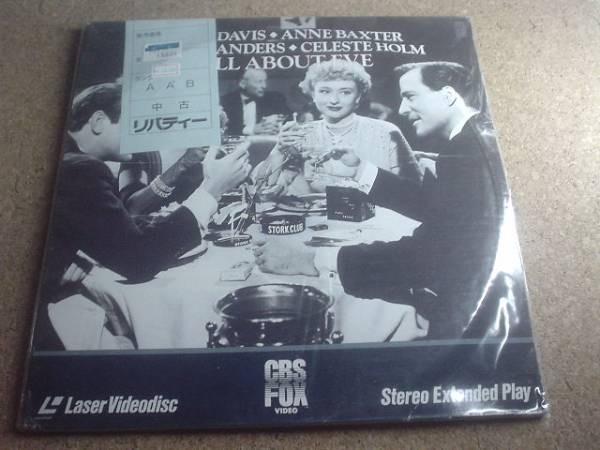 DAVIS • ANNE BAXTER
ANDERS • CELESTE HOLM
LL ABOUT EVE
A A' B
中古
リバティー
STORK CLUB
CBS
FOX
VIDEO
LaserVideodisc
Stereo Extended Play